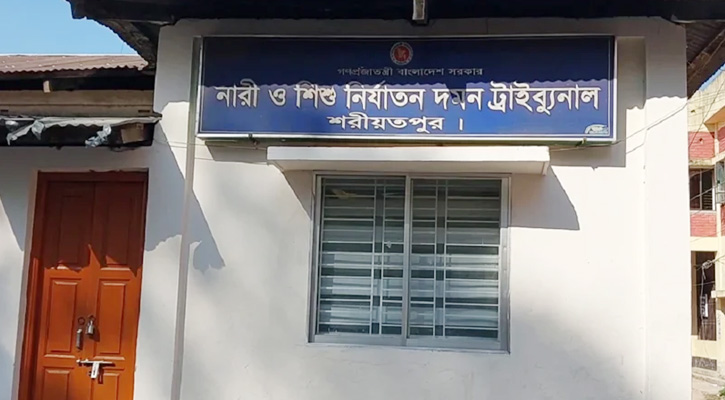 গণপ্রজাতন্ত্রী বাংলাদেশ সরকার
নারী ও শিশু নির্যাতন দমন ট্রাইব্যুনাল
শরীয়তপুর ।